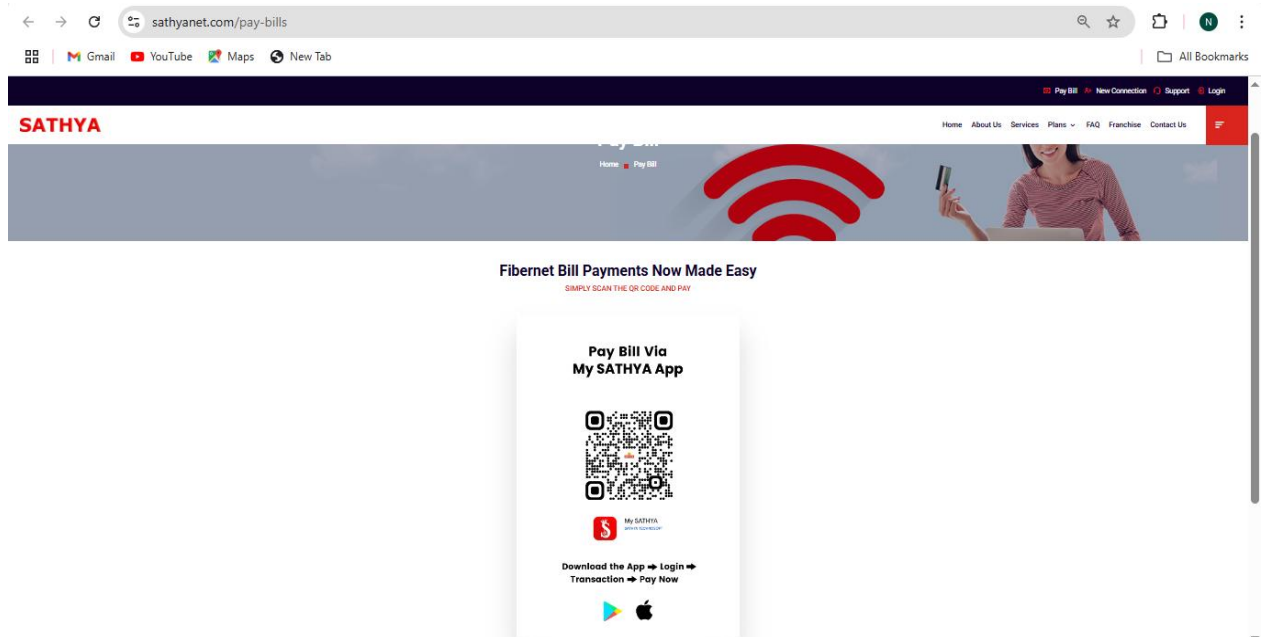 sathyanet.com/pay-bills
Gmail YouTube Maps New Tab All Bookmarks
N
Pay Bill New Connection Support Login
SATHYA
Home About Us Services Plans FAQ Franchise Contact Us
Home Pay Bill
Fibernet Bill Payments Now Made Easy
SIMPLY SCAN THE QR CODE AND PAY
Pay Bill Via
My SATHYA App
My SATHYA
Download the App ➔ Login ➔
Transaction ➔ Pay Now